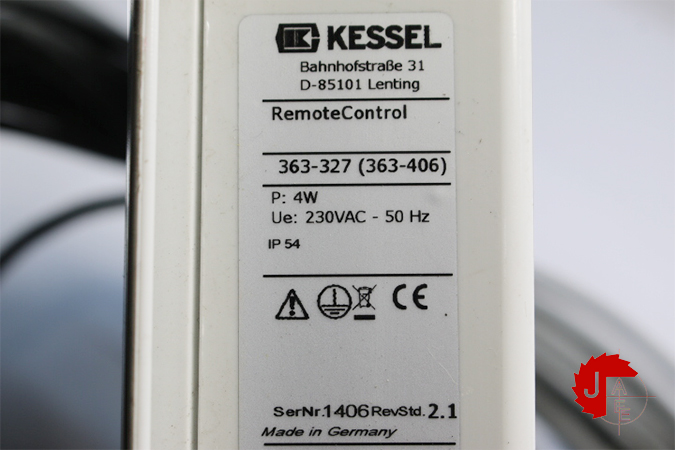 KESSEL
Bahnhofstraße 31
D-85101 Lenting
RemoteControl
363-327 (363-406)
P: 4W
Ue: 230VAC - 50 Hz
IP 54
CE
SerNr.1406 RevStd. 2.1
Made in Germany
J